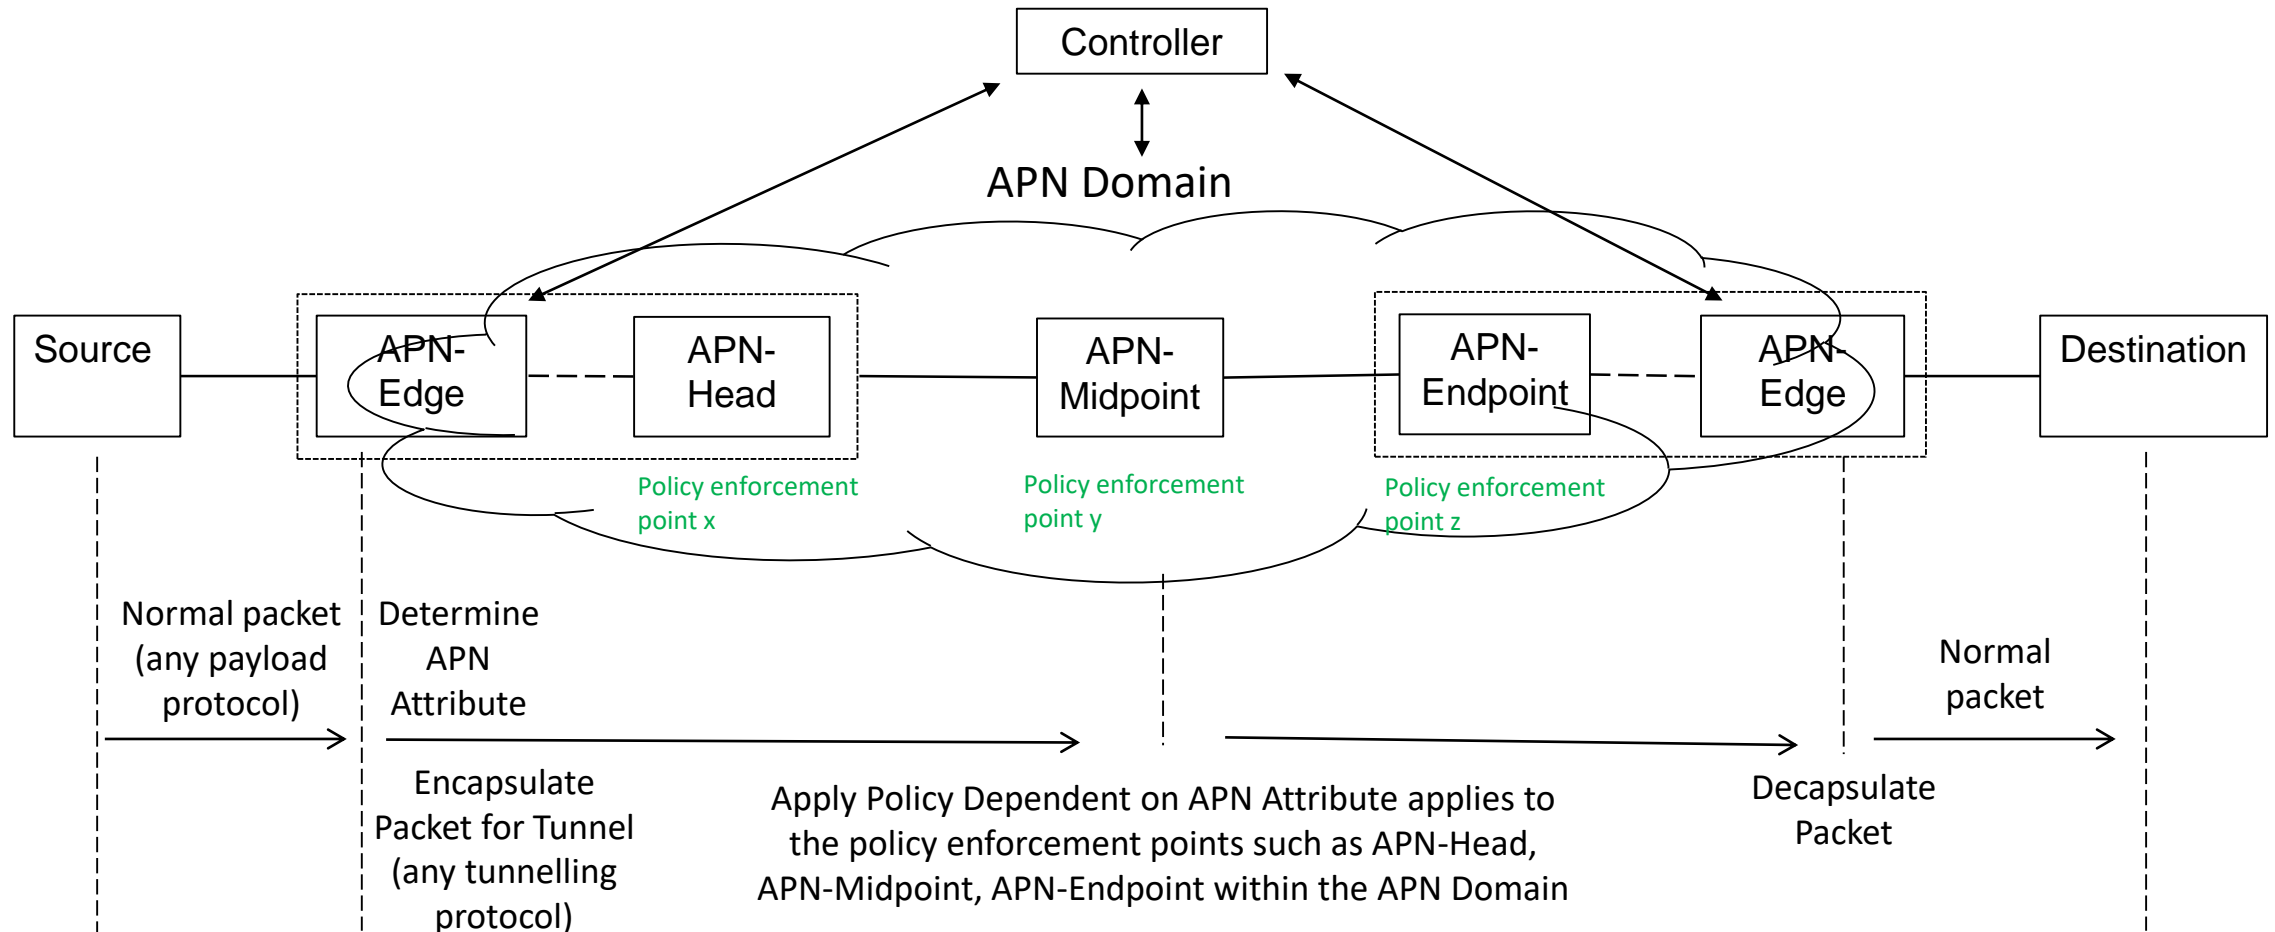 Controller
APN Domain
Source
APN-
Edge
APN-
Head
APN-
Midpoint
APN-
Endpoint
APN-
Edge
Destination
Policy enforcement
point x
Policy enforcement
point y
Policy enforcement
point z
Normal packet
(any payload
protocol)
Determine
APN
Attribute
Encapsulate
Packet for Tunnel
(any tunnelling
protocol)
Apply Policy Dependent on APN Attribute applies to
the policy enforcement points such as APN-Head,
APN-Midpoint, APN-Endpoint within the APN Domain
Decapsulate
Packet
Normal
packet